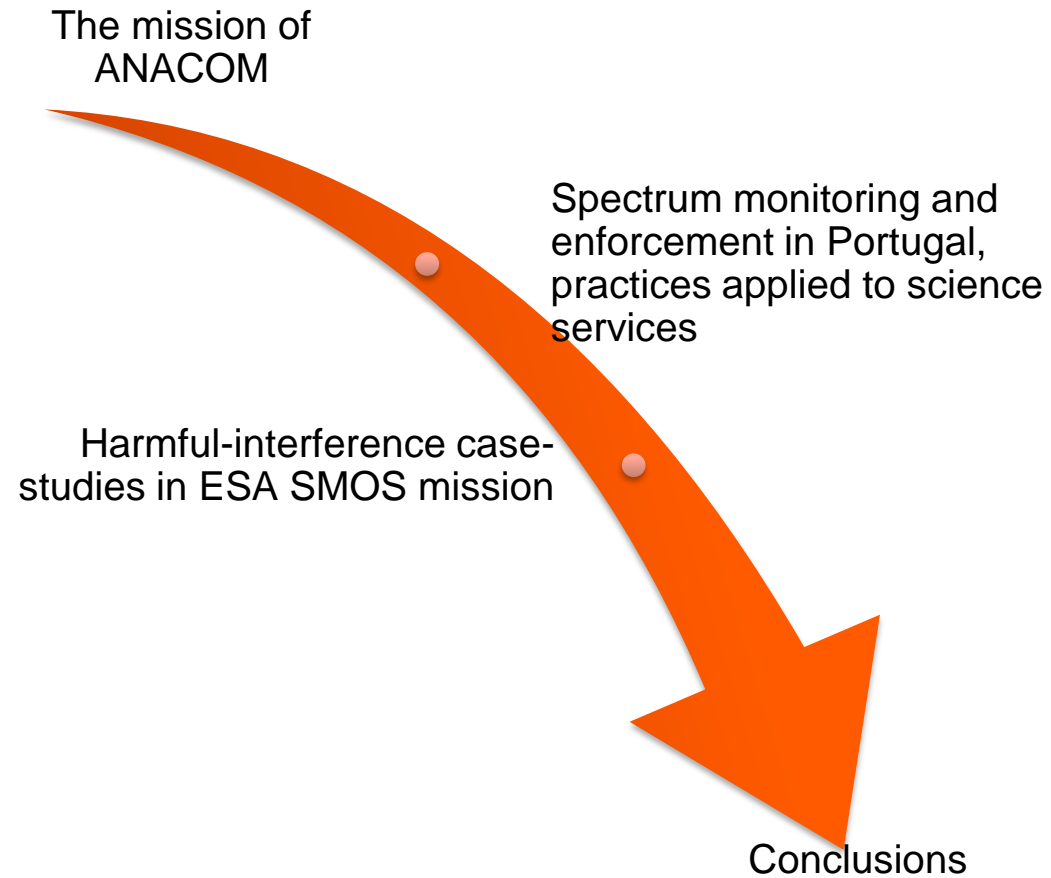 The mission of
ANACOM
Spectrum monitoring and
enforcement in Portugal,
practices applied to science
services
Harmful-interference case-
studies in ESA SMOS mission
Conclusions